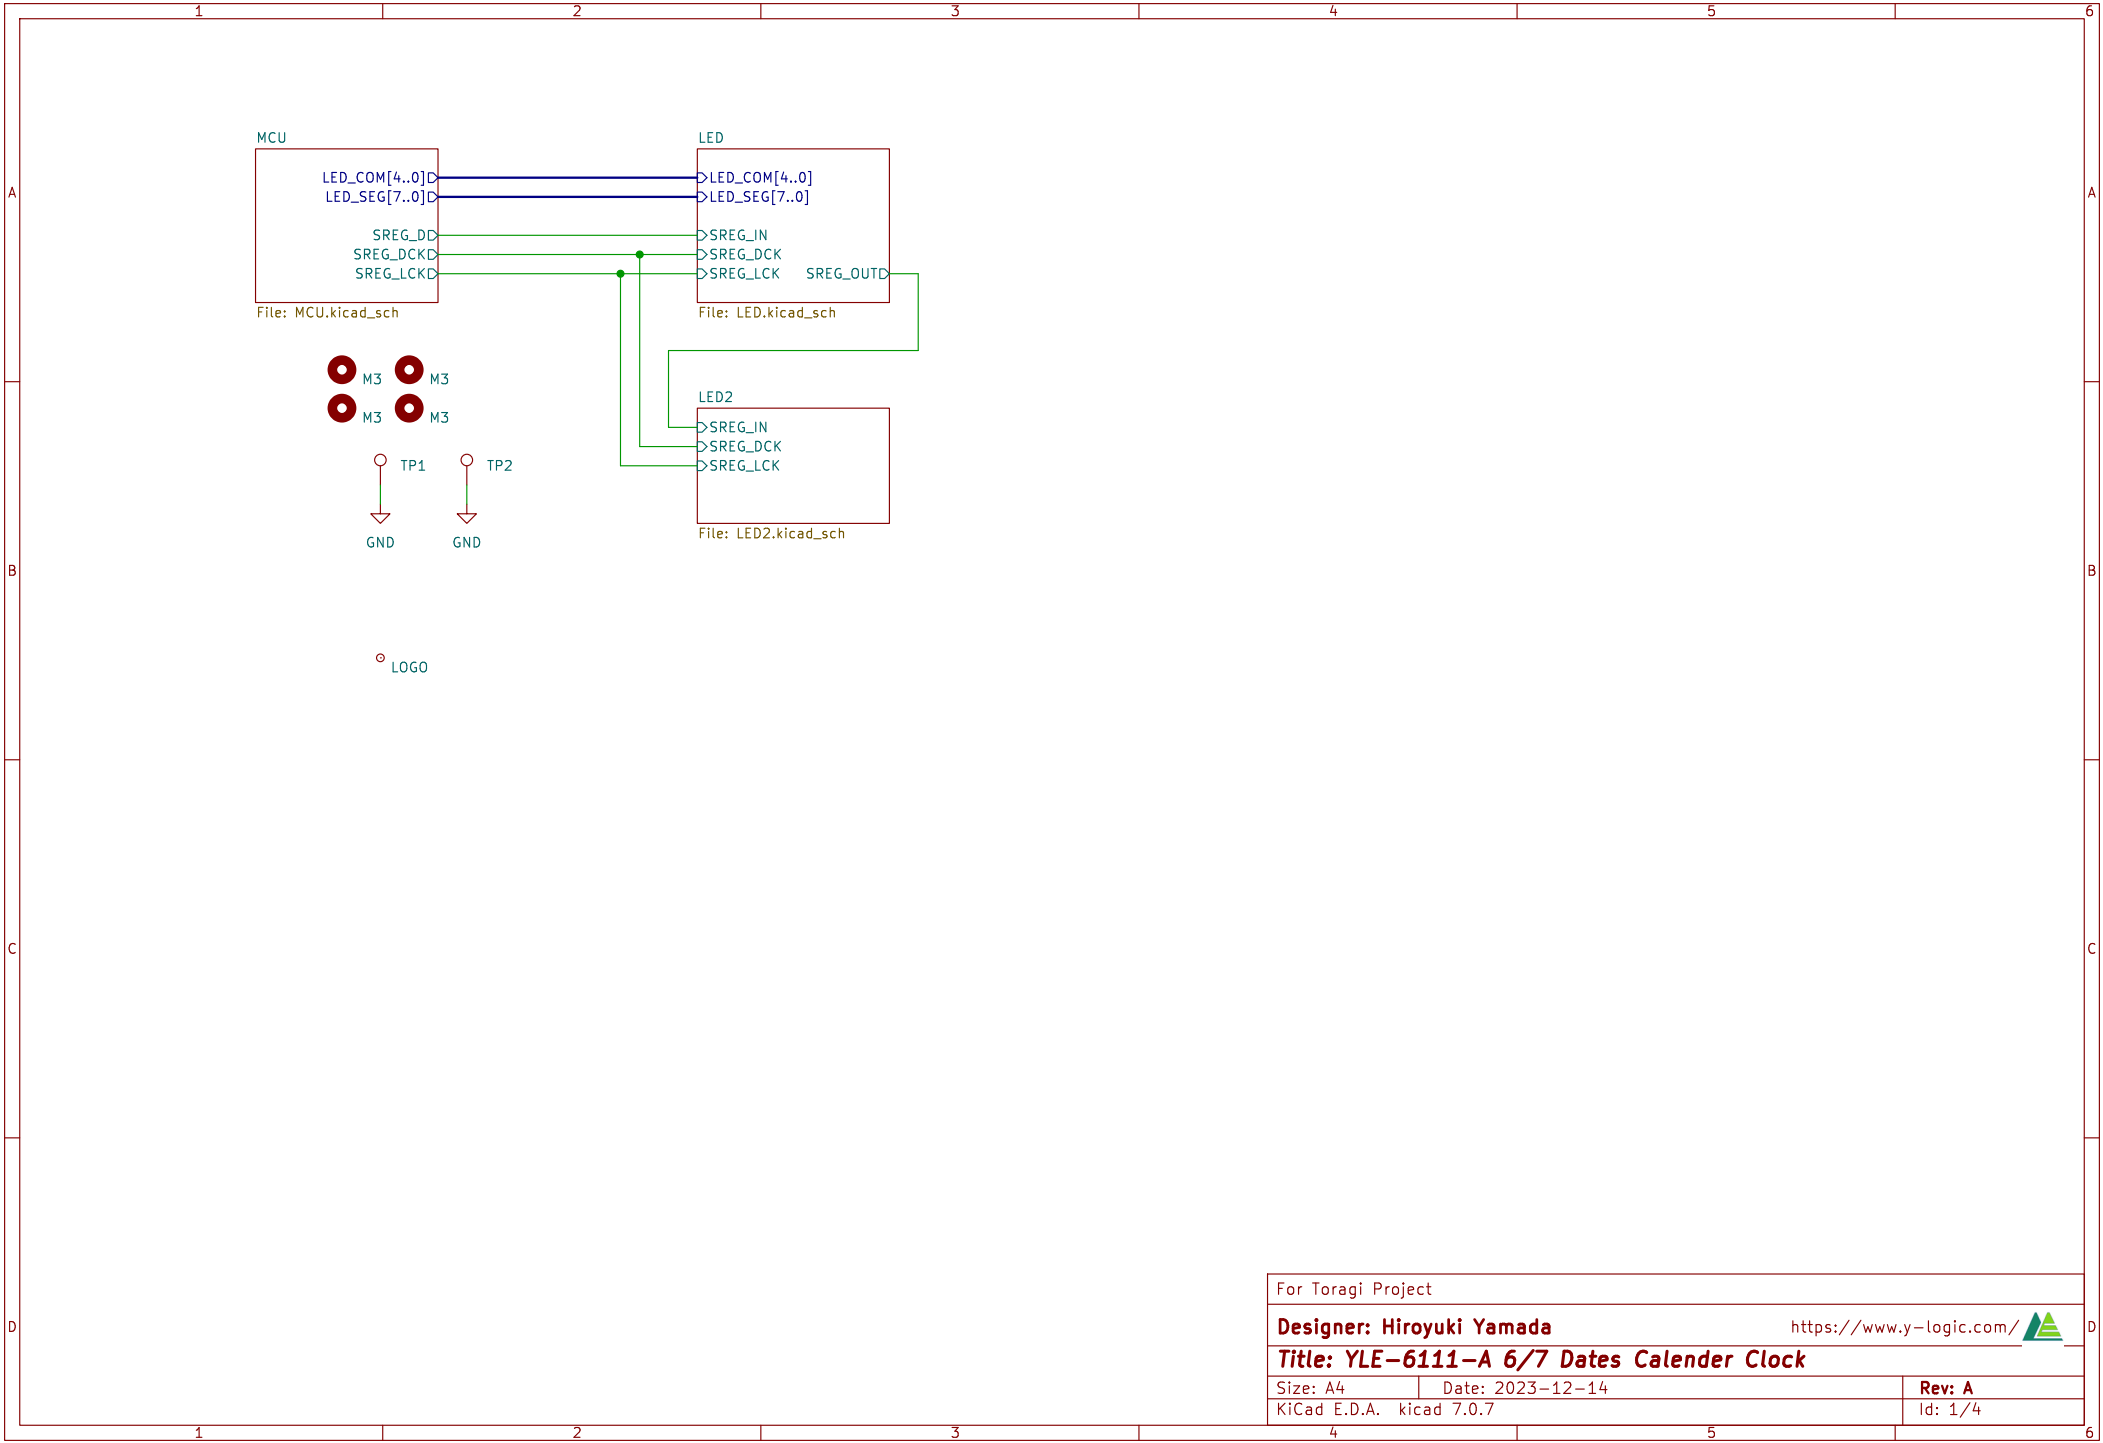 1 2 3 4 5 6
MCU
LED
A
LED_COM[4..0]
LED_COM[4..0]
A
LED_SEG[7..0]
LED_SEG[7..0]
SREG_D
SREG_IN
SREG_DCK
SREG_DCK
SREG_LCK
SREG_LCK
SREG_OUT
File: MCU.kicad_sch
File: LED.kicad_sch
M3
M3
LED2
M3
M3
SREG_IN
SREG_DCK
TP1
TP2
SREG_LCK
File: LED2.kicad_sch
GND
GND
B
B
LOGO
C
C
For Toragi Project
D
Designer: Hiroyuki Yamada
https://www.y-logic.com/
D
Title: YLE-6111-A 6/7 Dates Calender Clock
Size: A4
Date: 2023-12-14
Rev: A
KiCad E.D.A. kicad 7.0.7
Id: 1/4
1 2 3 4 5 6